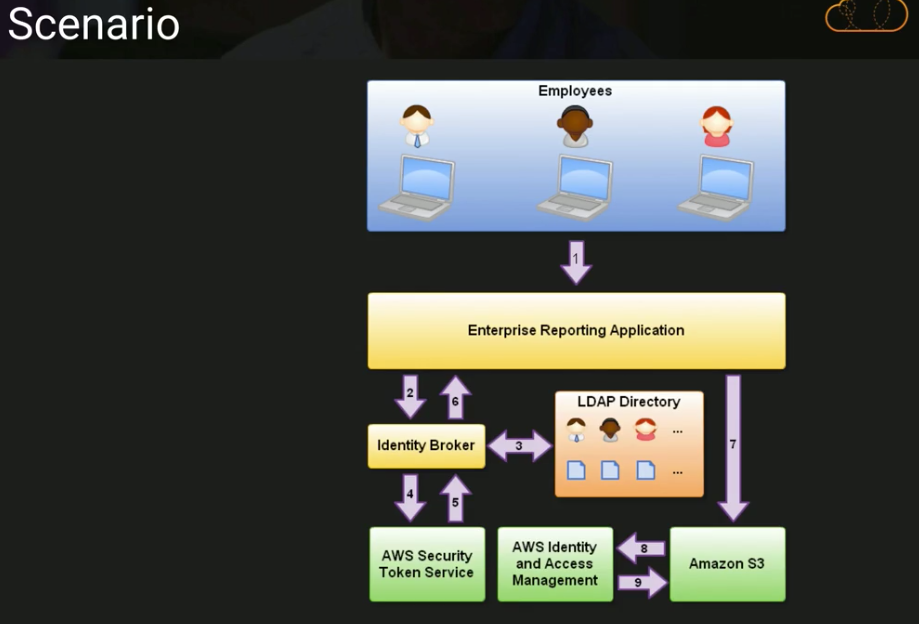 Scenario
Employees
1
Enterprise Reporting Application
2
6
LDAP Directory
Identity Broker
3
...
7
...
4
5
AWS Security
Token Service
AWS Identity
and Access
Management
8
9
Amazon S3